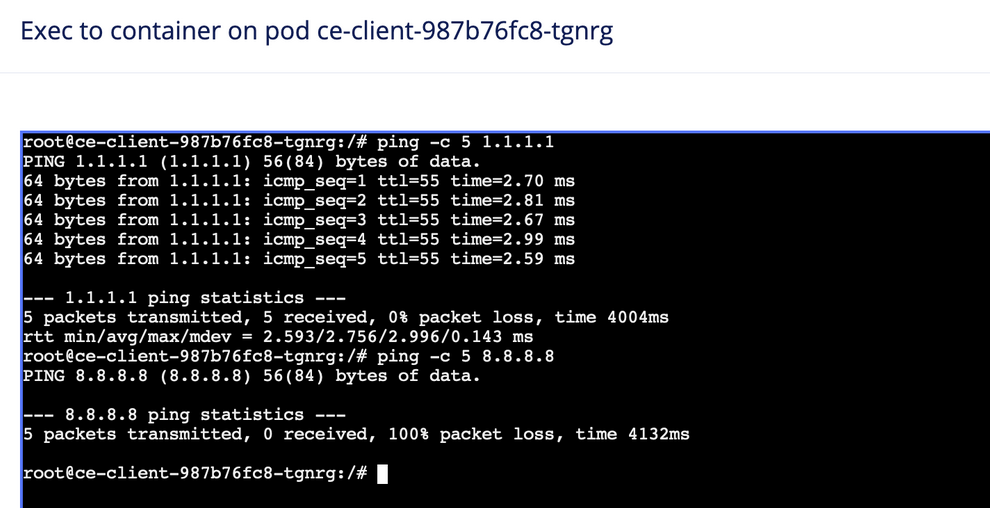 Exec to container on pod ce-client-987b76fc8-tgnrg
root@ce-client-987b76fc8-tgnrg:/# ping -c 5 1.1.1.1
PING 1.1.1.1 (1.1.1.1) 56(84) bytes of data.
64 bytes from 1.1.1.1: icmp_seq=1 ttl=55 time=2.70 ms
64 bytes from 1.1.1.1: icmp_seq=2 ttl=55 time=2.81 ms
64 bytes from 1.1.1.1: icmp_seq=3 ttl=55 time=2.67 ms
64 bytes from 1.1.1.1: icmp_seq=4 ttl=55 time=2.99 ms
64 bytes from 1.1.1.1: icmp_seq=5 ttl=55 time=2.59 ms
--- 1.1.1.1 ping statistics ---
5 packets transmitted, 5 received, 0% packet loss, time 4004ms
rtt min/avg/max/mdev = 2.593/2.756/2.996/0.143 ms
root@ce-client-987b76fc8-tgnrg:/# ping -c 5 8.8.8.8
PING 8.8.8.8 (8.8.8.8) 56(84) bytes of data.
--- 8.8.8.8 ping statistics ---
5 packets transmitted, 0 received, 100% packet loss, time 4132ms
root@ce-client-987b76fc8-tgnrg:/#